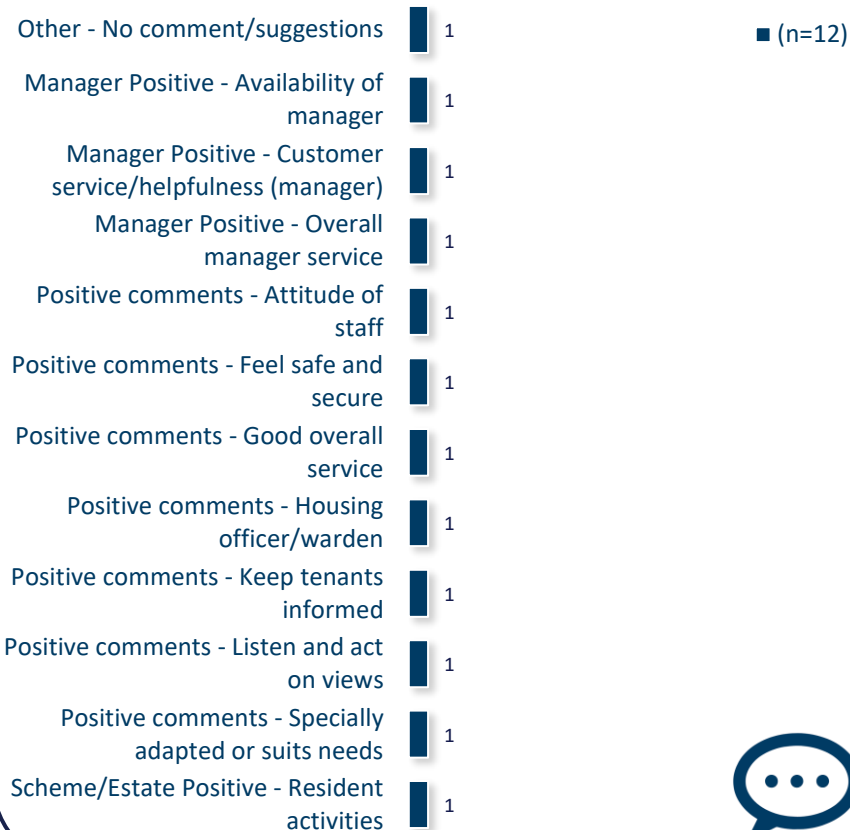 Other - No comment/suggestions 1
(n=12)
Manager Positive - Availability of
manager 1
Manager Positive - Customer
service/helpfulness (manager) 1
Manager Positive - Overall
manager service 1
Positive comments - Attitude of
staff 1
Positive comments - Feel safe and
secure 1
Positive comments - Good overall
service 1
Positive comments - Housing
officer/warden 1
Positive comments - Keep tenants
informed 1
Positive comments - Listen and act
on views 1
Positive comments - Specially
adapted or suits needs 1
Scheme/Estate Positive - Resident
activities 1